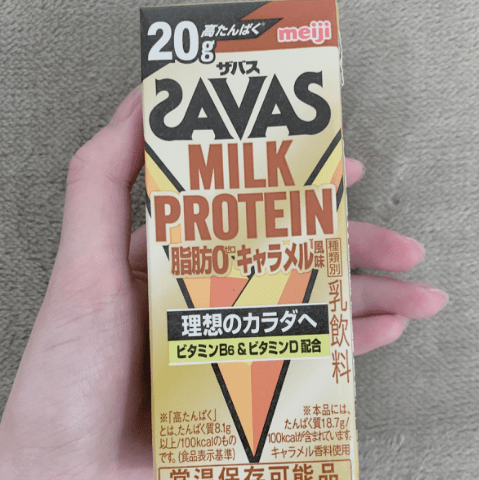 20g
高たんぱく※
meiji
ザバス
SAVAS
MILK
PROTEIN
脂肪0ゼロ・キャラメル風味
種類別
乳飲料
理想のカラダへ
ビタミンB6 & ビタミンD 配合
※「高たんぱく」
とは、たんぱく質8.1g
以上/100kcalのもの
です。(食品表示基準)
※本品には、
たんぱく質18.7g/
100kcalが含まれています。
キャラメル香料使用
常温保存可能品